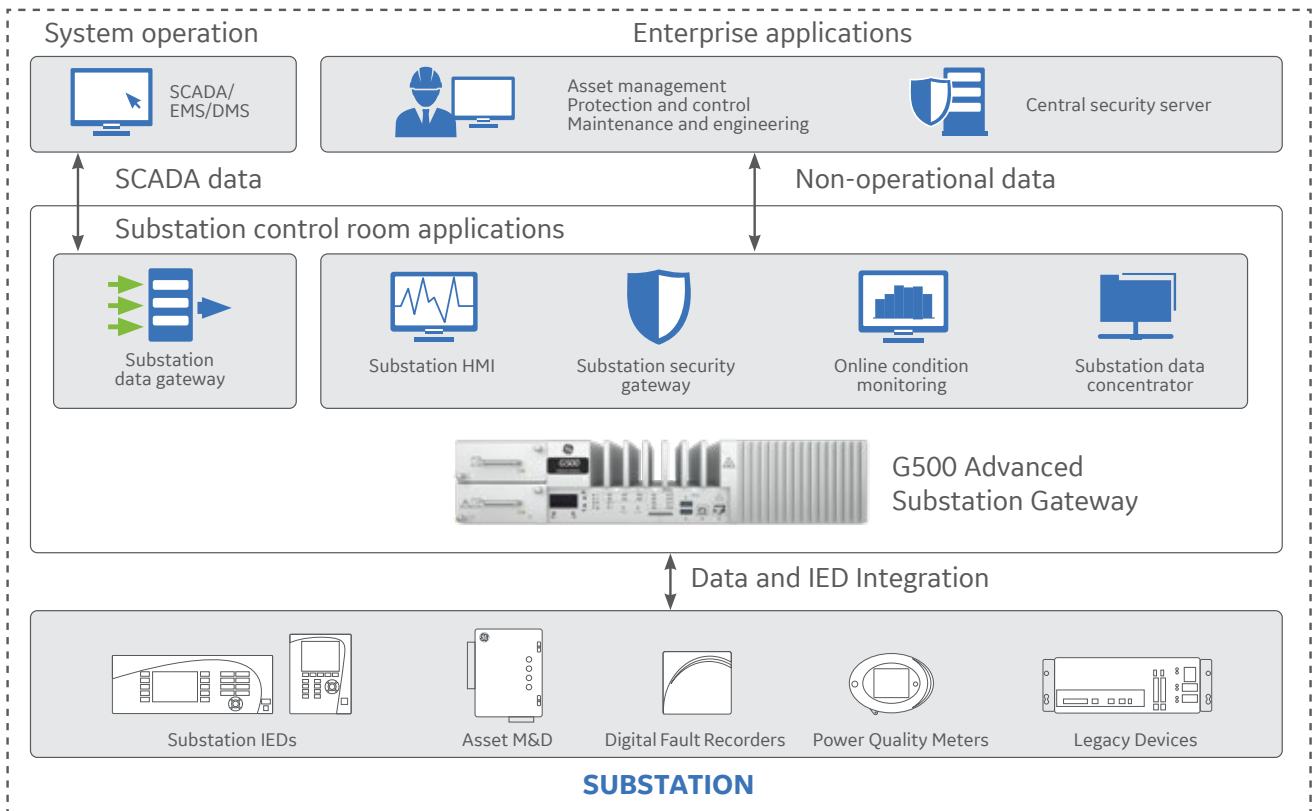 System operation
Enterprise applications
SCADA/
EMS/DMS
Asset management
Protection and control
Maintenance and engineering
Central security server
SCADA data
Non-operational data
Substation control room applications
Substation
data gateway
Substation HMI
Substation security
gateway
Online condition
monitoring
Substation data
concentrator
G500
G500 Advanced
Substation Gateway
Data and IED Integration
Substation IEDs
Asset M&D
Digital Fault Recorders
Power Quality Meters
Legacy Devices
SUBSTATION